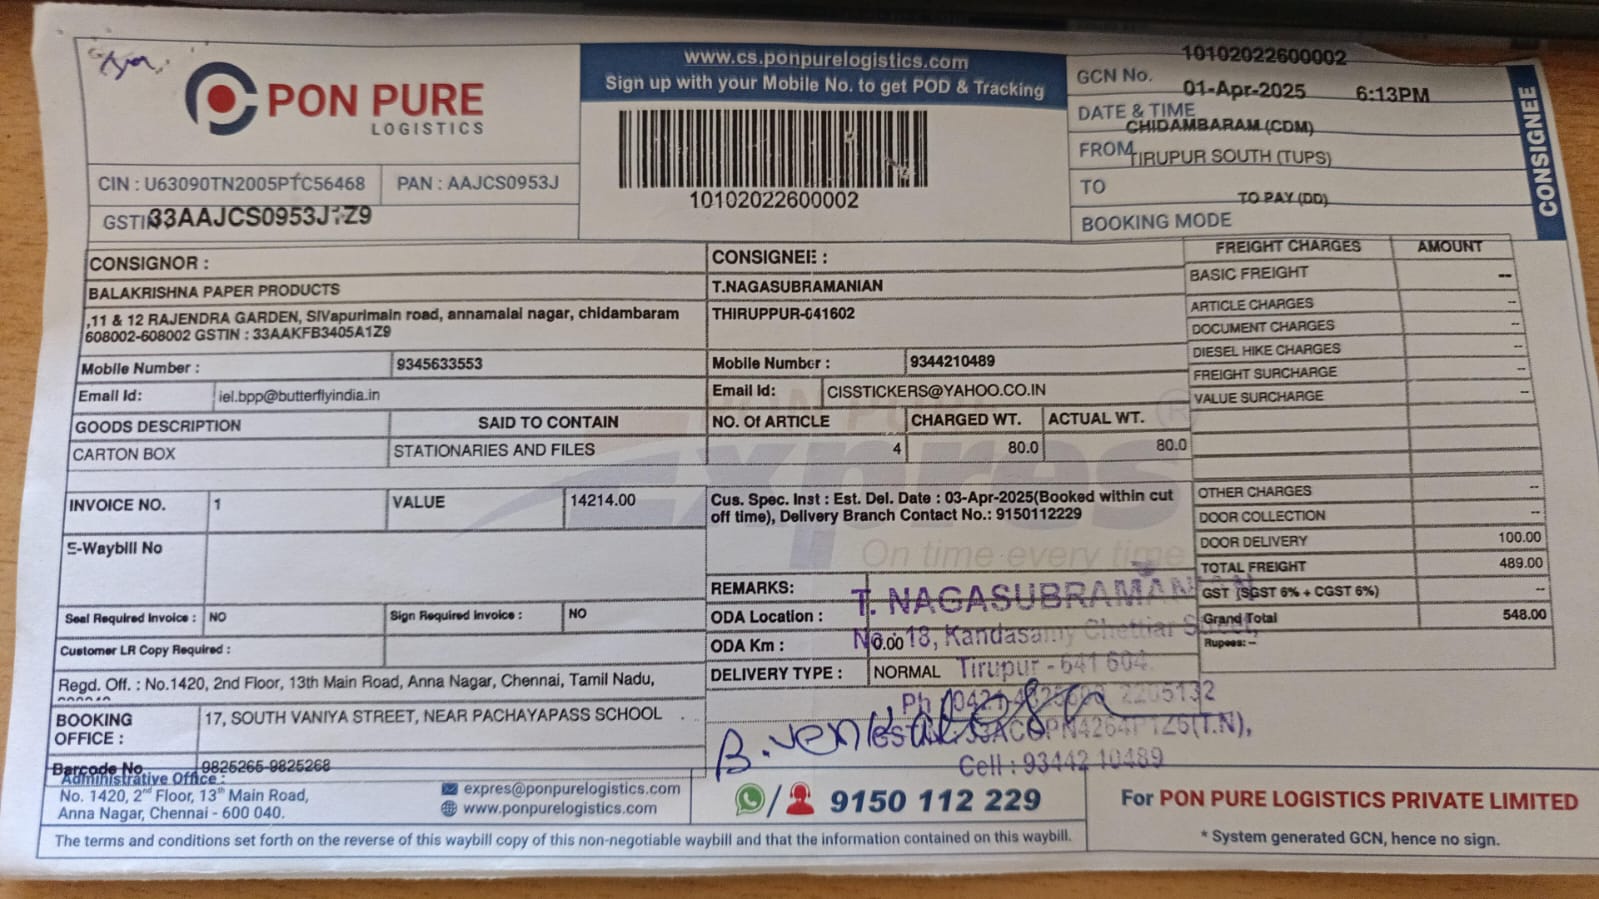 PON PURE
LOGISTICS
CIN : U63090TN2005PTC56468 PAN : AAJCS0953J
GSTIN 33AAJCS0953J1Z9
www.cs.ponpurelogistics.com
Sign up with your Mobile No. to get POD & Tracking
10102022600002
GCN No. 10102022600002
DATE & TIME 01-Apr-2025 6:13PM
FROM CHIDAMBARAM (CDM)
TO TIRUPUR SOUTH (TUPS)
BOOKING MODE TO PAY (DD)
CONSIGNEE
CONSIGNOR :
BALAKRISHNA PAPER PRODUCTS
,11 & 12 RAJENDRA GARDEN, SIVapurimain road, annamalai nagar, chidambaram
608002-608002 GSTIN : 33AAKFB3405A1Z9
Mobile Number : 9345633553
Email Id: iel.bpp@butterflyindia.in
CONSIGNEE :
T.NAGASUBRAMANIAN
THIRUPPUR-641602
Mobile Number : 9344210489
Email Id: CISSTICKERS@YAHOO.CO.IN
GOODS DESCRIPTION SAID TO CONTAIN NO. Of ARTICLE CHARGED WT. ACTUAL WT.
CARTON BOX STATIONARIES AND FILES 4 80.0 80.0
INVOICE NO. 1 VALUE 14214.00
E-Waybill No
Seal Required Invoice : NO Sign Required Invoice : NO
Customer LR Copy Required :
Regd. Off. : No.1420, 2nd Floor, 13th Main Road, Anna Nagar, Chennai, Tamil Nadu,
BOOKING OFFICE : 17, SOUTH VANIYA STREET, NEAR PACHAYAPASS SCHOOL
Barcode No 9825265-9825268
Cus. Spec. Inst : Est. Del. Date : 03-Apr-2025(Booked within cut
off time), Delivery Branch Contact No.: 9150112229
Expres
On time every time
REMARKS:
ODA Location :
ODA Km : 0.00
DELIVERY TYPE : NORMAL
T. NAGASUBRAMANIAN
No. 18, Kandasamy Chettiar Street,
Tirupur - 641 604.
2205132
Cell : 93442 10489
FREIGHT CHARGES AMOUNT
BASIC FREIGHT --
ARTICLE CHARGES --
DOCUMENT CHARGES --
DIESEL HIKE CHARGES --
FREIGHT SURCHARGE --
VALUE SURCHARGE --
OTHER CHARGES --
DOOR COLLECTION --
DOOR DELIVERY 100.00
TOTAL FREIGHT 489.00
GST (SGST 6% + CGST 6%) --
Grand Total 548.00
Rupees: --
Administrative Office :
No. 1420, 2nd Floor, 13th Main Road,
Anna Nagar, Chennai - 600 040.
expres@ponpurelogistics.com
www.ponpurelogistics.com
9150 112 229
For PON PURE LOGISTICS PRIVATE LIMITED
* System generated GCN, hence no sign.
The terms and conditions set forth on the reverse of this waybill copy of this non-negotiable waybill and that the information contained on this waybill.